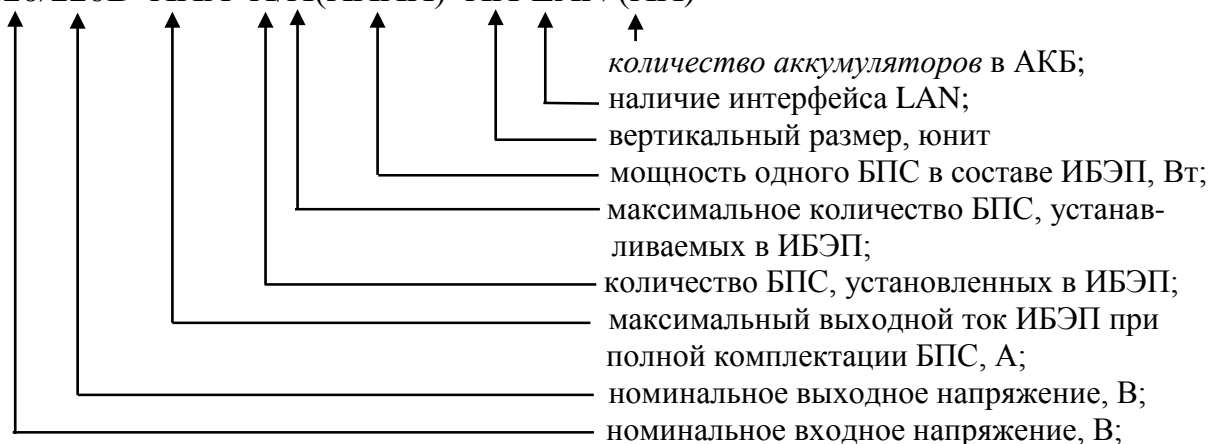 количество аккумуляторов в АКБ;
наличие интерфейса LAN;
вертикальный размер, юнит
мощность одного БПС в составе ИБЭП, Вт;
максимальное количество БПС, устанав-
ливаемых в ИБЭП;
количество БПС, установленных в ИБЭП;
максимальный выходной ток ИБЭП при
полной комплектации БПС, А;
номинальное выходное напряжение, В;
номинальное входное напряжение, В;